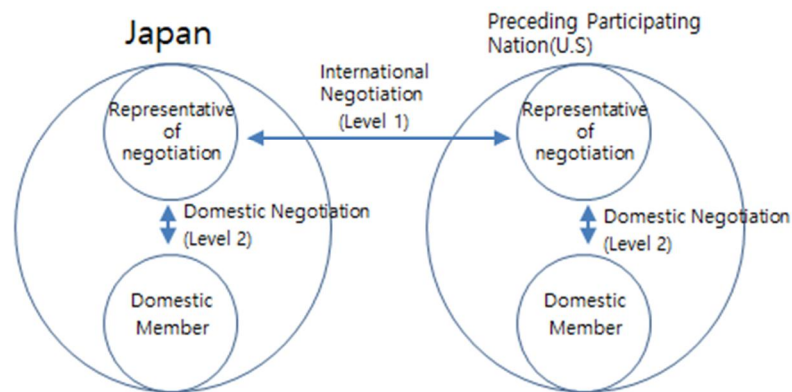 Japan
Preceding Participating
Nation(U.S)
International
Negotiation
(Level 1)
Representative
of
negotiation
Representative
of
negotiation
Domestic Negotiation
(Level 2)
Domestic Negotiation
(Level 2)
Domestic
Member
Domestic
Member